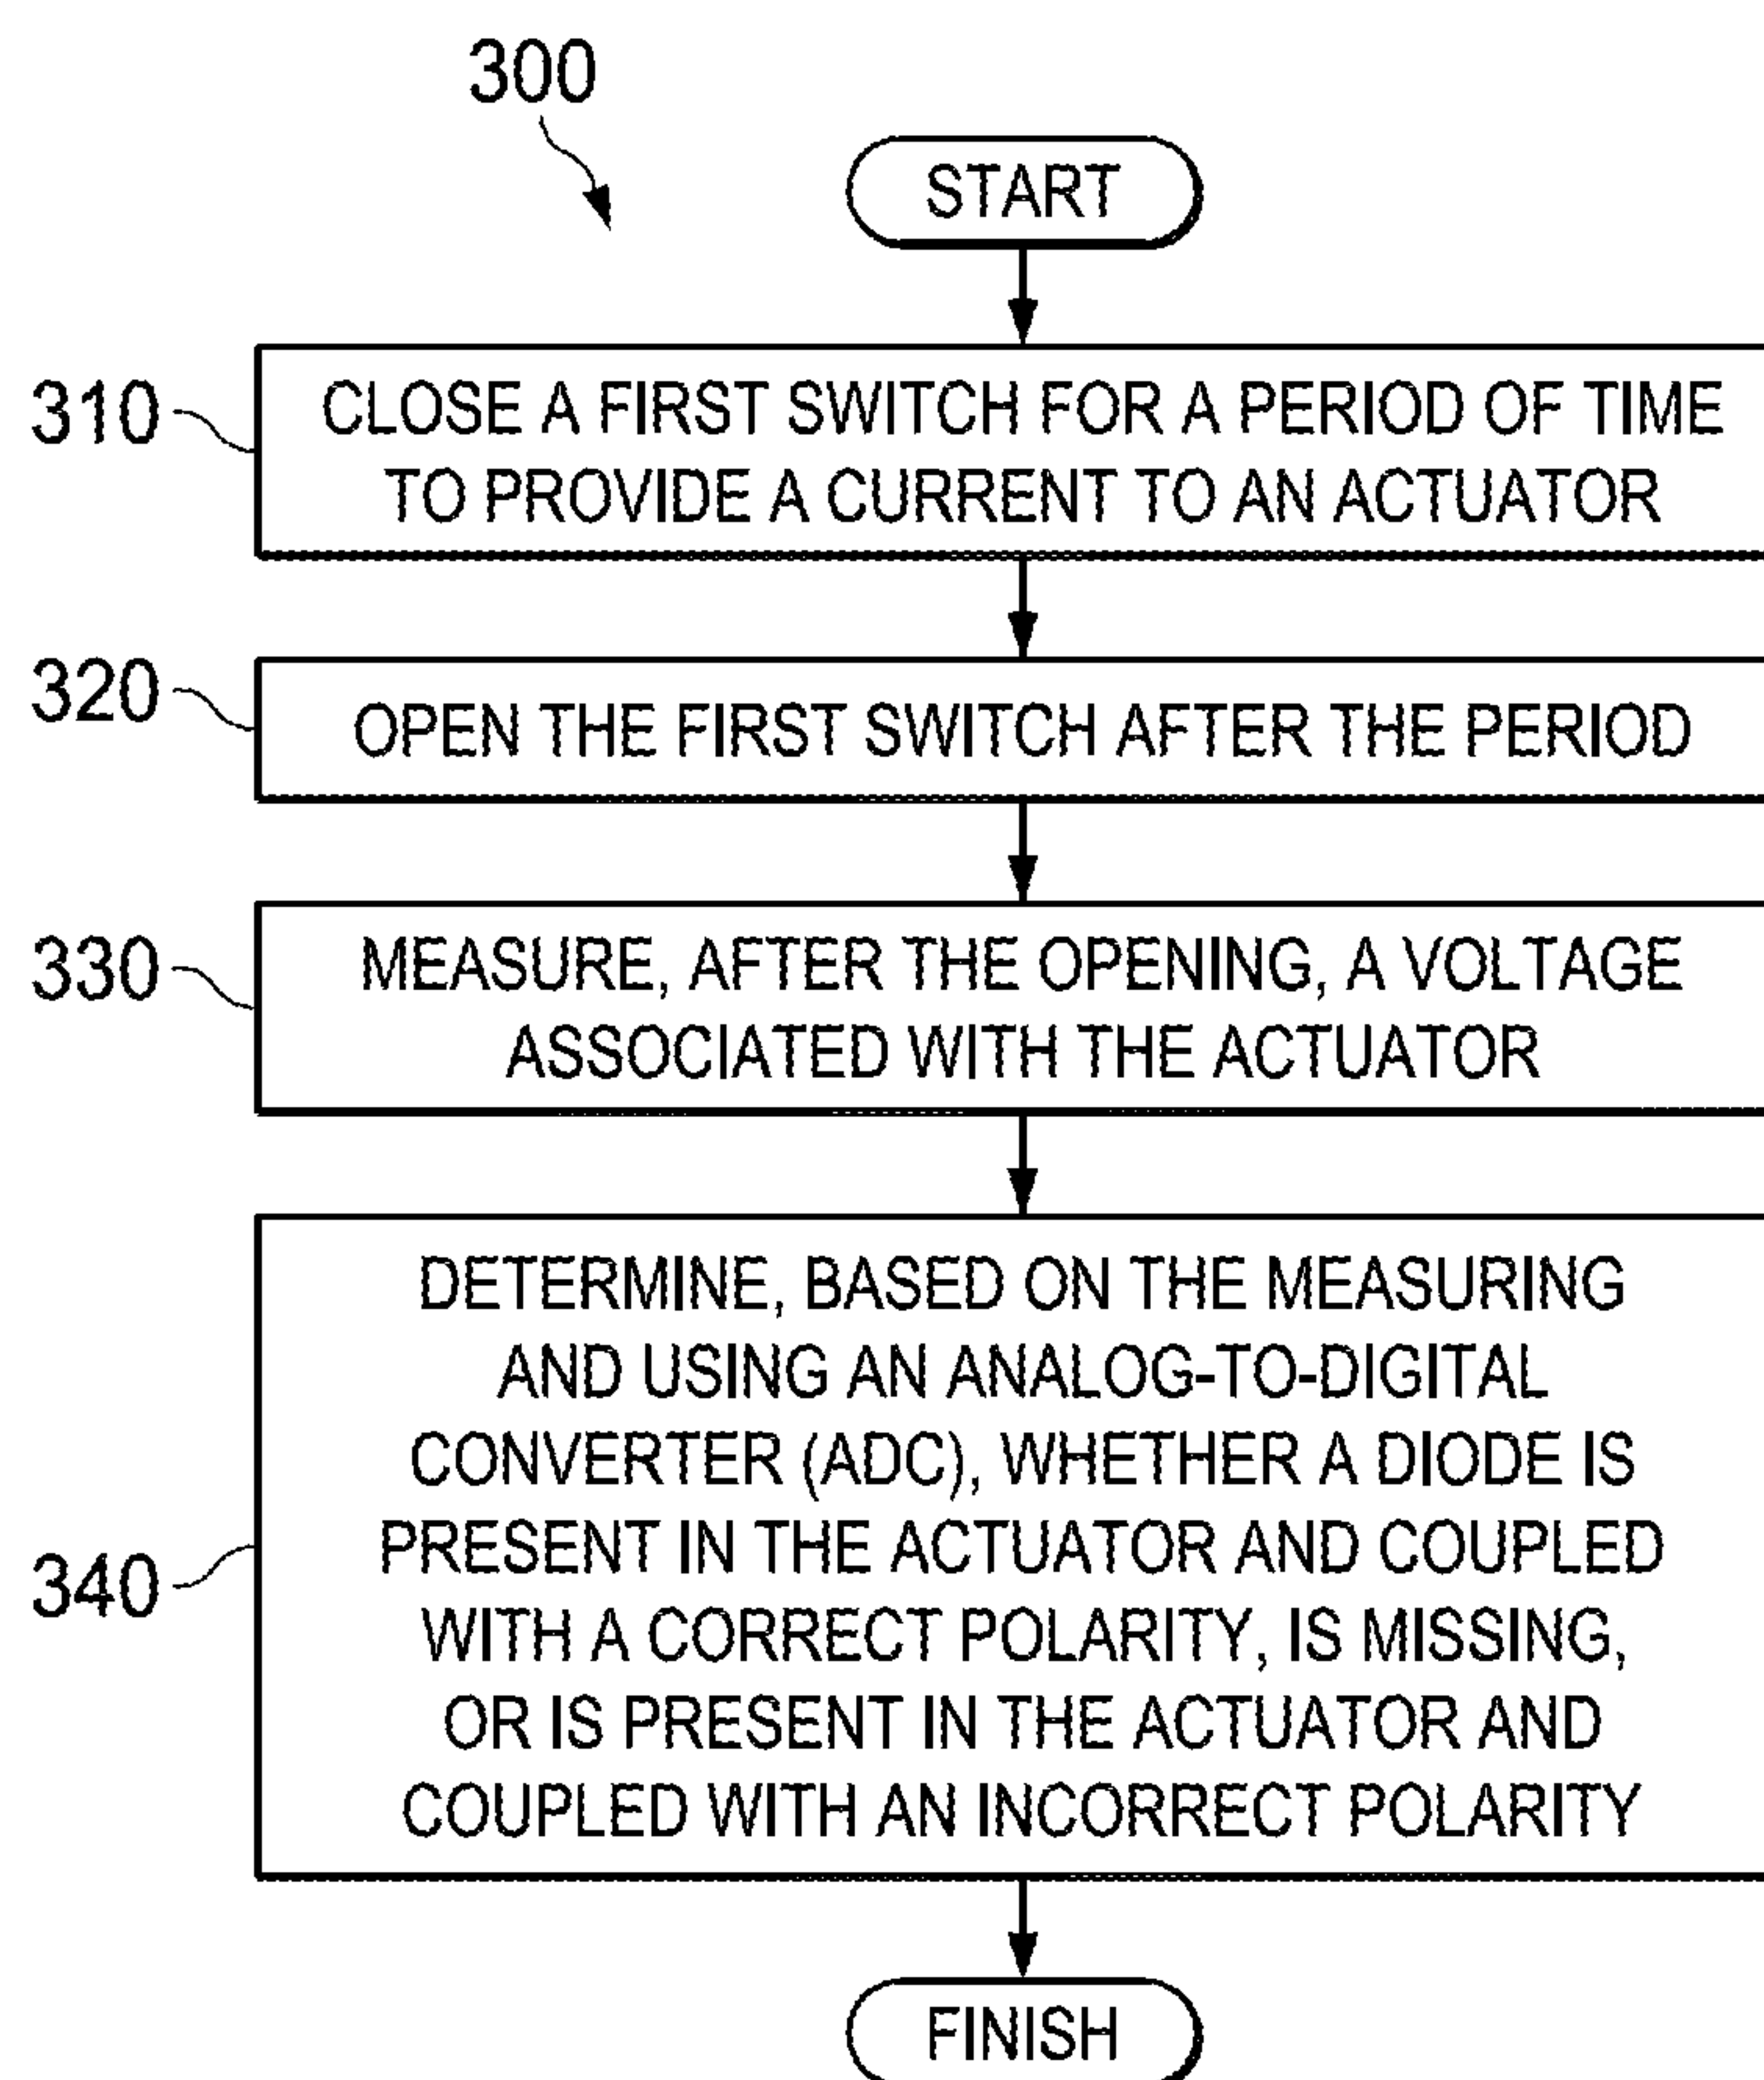 300
START
310
CLOSE A FIRST SWITCH FOR A PERIOD OF TIME
TO PROVIDE A CURRENT TO AN ACTUATOR
320
OPEN THE FIRST SWITCH AFTER THE PERIOD
330
MEASURE, AFTER THE OPENING, A VOLTAGE
ASSOCIATED WITH THE ACTUATOR
340
DETERMINE, BASED ON THE MEASURING
AND USING AN ANALOG-TO-DIGITAL
CONVERTER (ADC), WHETHER A DIODE IS
PRESENT IN THE ACTUATOR AND COUPLED
WITH A CORRECT POLARITY, IS MISSING,
OR IS PRESENT IN THE ACTUATOR AND
COUPLED WITH AN INCORRECT POLARITY
FINISH